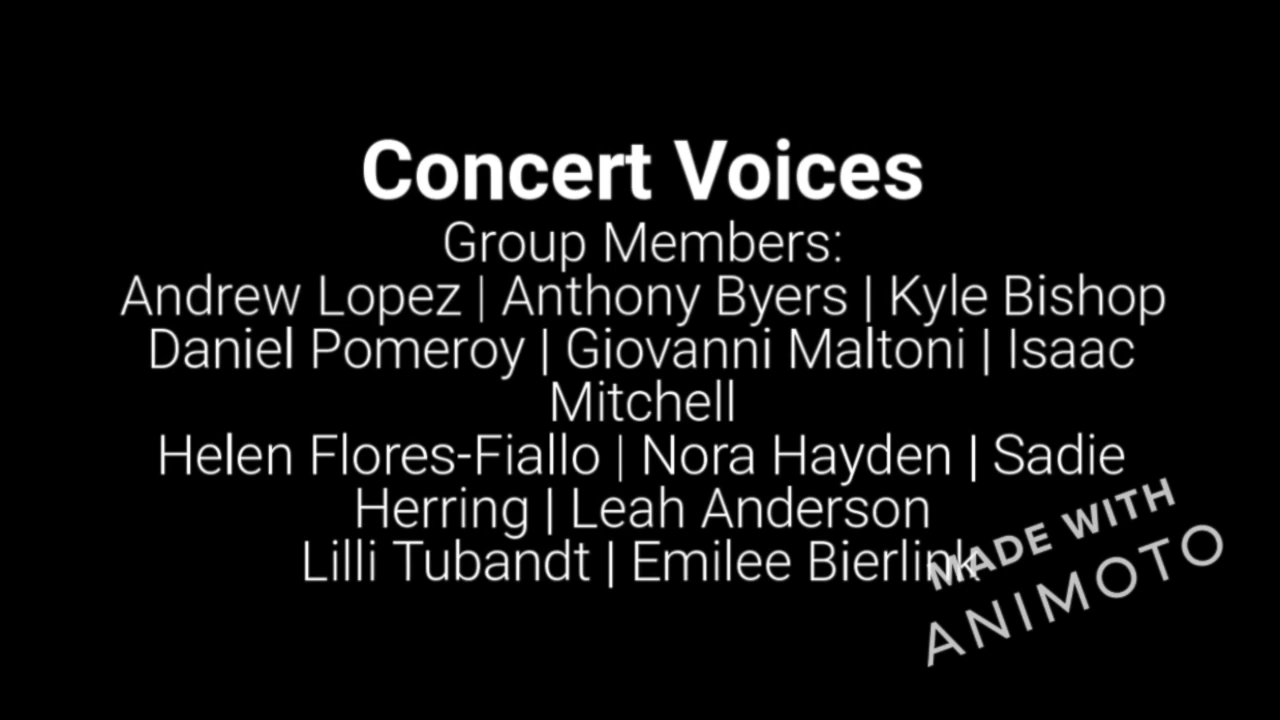 Concert Voices
Group Members:
Andrew Lopez | Anthony Byers | Kyle Bishop
Daniel Pomeroy | Giovanni Maltoni | Isaac
Mitchell
Helen Flores-Fiallo | Nora Hayden | Sadie
Herring | Leah Anderson
Lilli Tubandt | Emilee Bierlink
MADE WITH
ANIMOTO